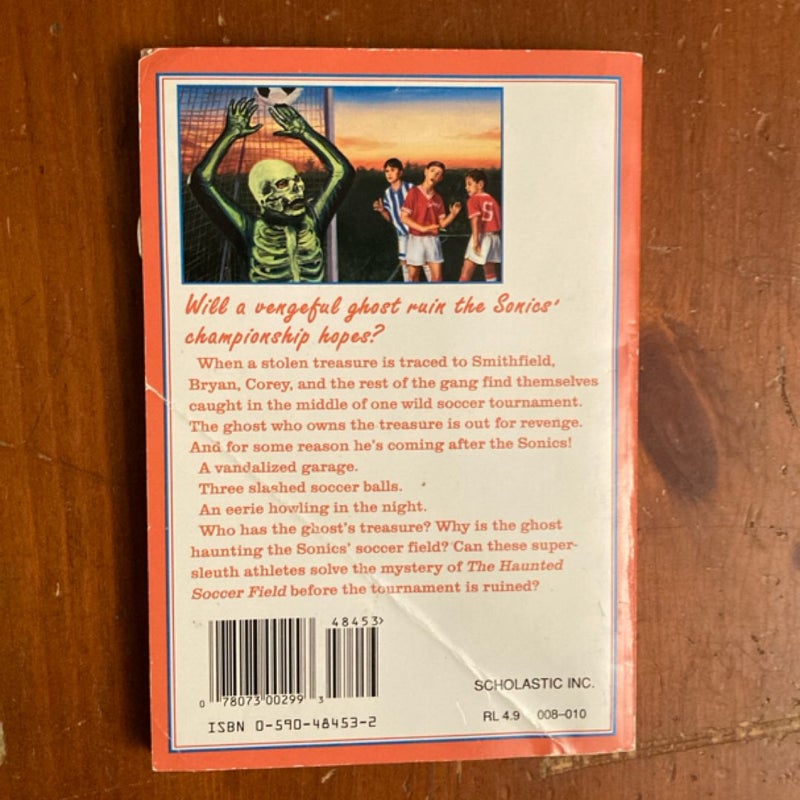 S
Will a vengeful ghost ruin the Sonics'
championship hopes?
When a stolen treasure is traced to Smithfield,
Bryan, Corey, and the rest of the gang find themselves
caught in the middle of one wild soccer tournament.
The ghost who owns the treasure is out for revenge.
And for some reason he's coming after the Sonics!
A vandalized garage.
Three slashed soccer balls.
An eerie howling in the night.
Who has the ghost's treasure? Why is the ghost
haunting the Sonics' soccer field? Can these super-
sleuth athletes solve the mystery of The Haunted
Soccer Field before the tournament is ruined?
48453>
0 78073 00299 3
ISBN 0-590-48453-2
SCHOLASTIC INC.
RL 4.9 008-010